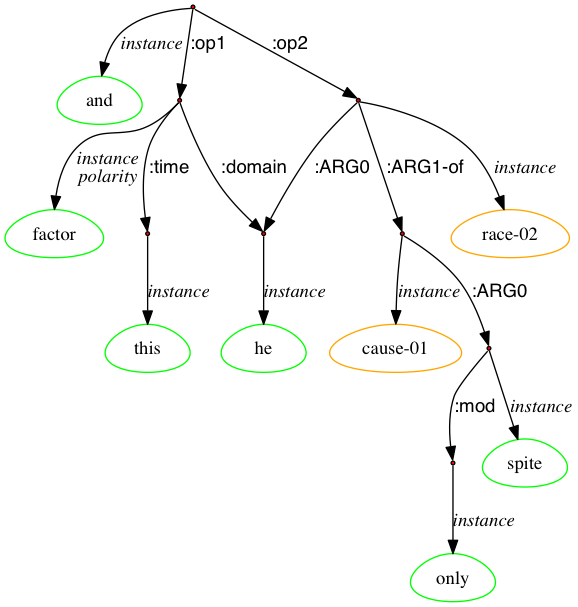 instance :op1 :op2
and
instance
polarity :time :domain :ARG0 :ARG1-of instance
factor race-02
instance instance instance :ARG0
this he cause-01
:mod instance
spite
instance
only